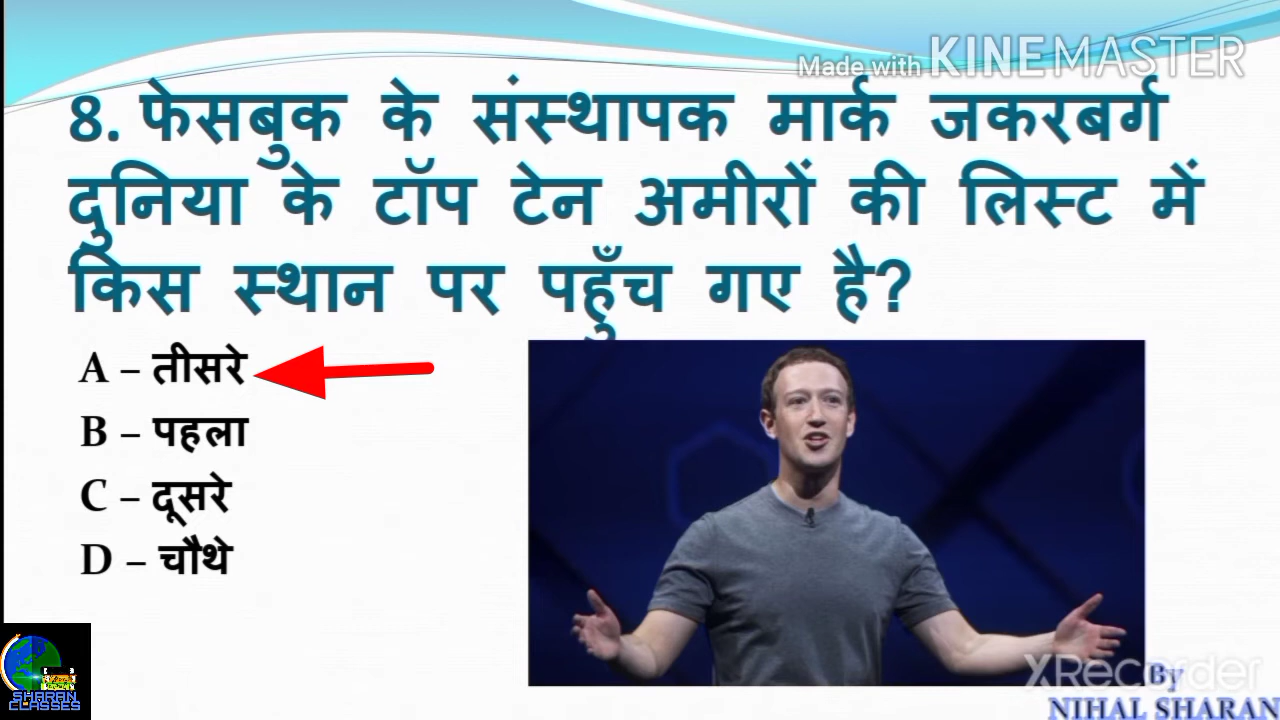 Made with KINEMASTER
8. फेसबुक के संस्थापक मार्क जकरबर्ग
दुनिया के टॉप टेन अमीरों की लिस्ट में
किस स्थान पर पहुँच गए है?
A – तीसरे
B – पहला
C – दूसरे
D – चौथे
XRecorder
By
NIHAL SHARAN
SHARAN
CLASSES